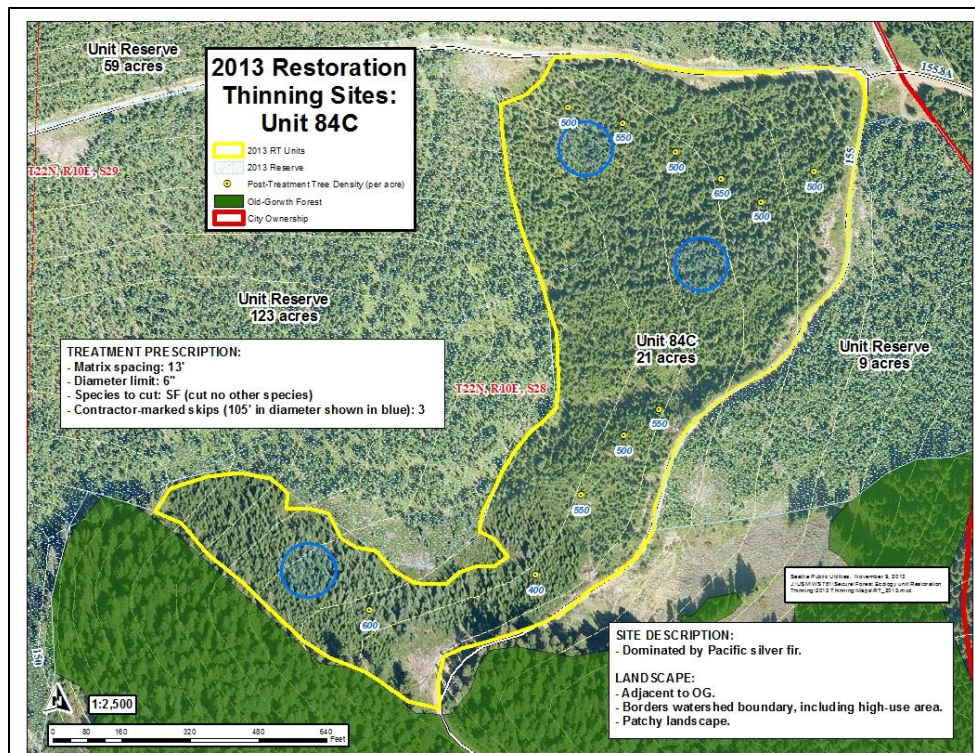 Unit Reserve
59 acres
2013 Restoration
Thinning Sites:
Unit 84C
2013 RT Units
2013 Reserve
Post-Treatment Tree Density (per acre)
Old-Gorwth Forest
City Ownership
1558A
155
T22N, R10E, S29
500
550
500
650
500
500
Unit Reserve
123 acres
Unit 84C
21 acres
Unit Reserve
9 acres
TREATMENT PRESCRIPTION:
- Matrix spacing: 13'
- Diameter limit: 6"
- Species to cut: SF (cut no other species)
- Contractor-marked skips (105' in diameter shown in blue): 3
T22N, R10E, S28
550
500
550
400
600
Seattle Public Utilities. November 9, 2012.
SITE DESCRIPTION:
- Dominated by Pacific silver fir.
LANDSCAPE:
- Adjacent to OG.
- Borders watershed boundary, including high-use area.
- Patchy landscape.
150
N
1:2,500
0 80 160 320 480 640
Feet